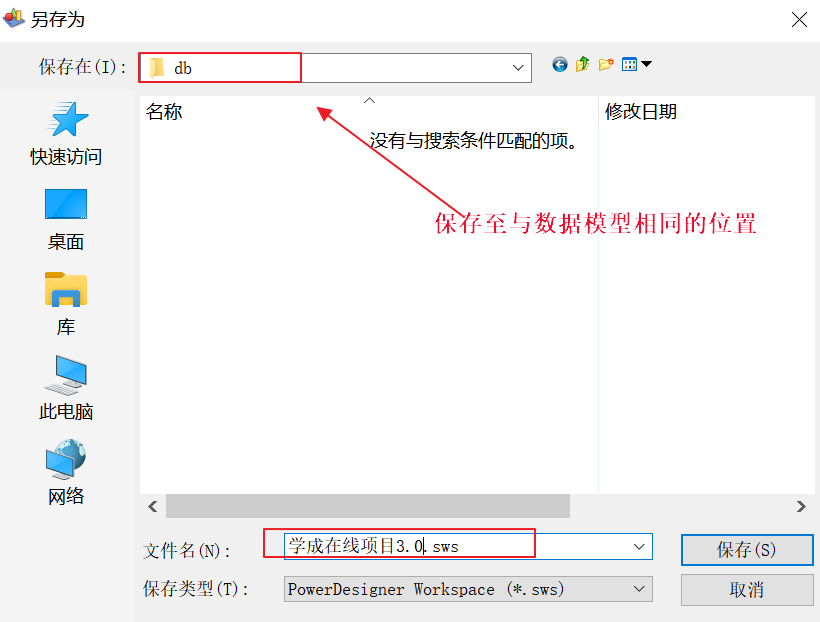 另存为
保存在(I):
db
名称
修改日期
没有与搜索条件匹配的项。
保存至与数据模型相同的位置
快速访问
桌面
库
此电脑
网络
文件名(N):
学成在线项目3.0.sws
保存(S)
保存类型(T):
PowerDesigner Workspace (*.sws)
取消